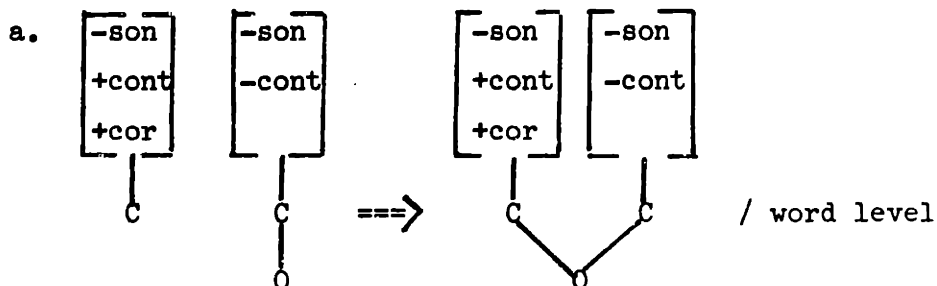 a. [-son [-son [-son [-son
+cont -cont +cont -cont
+cor] ] +cor] ]
C C ===> C C / word level
O O